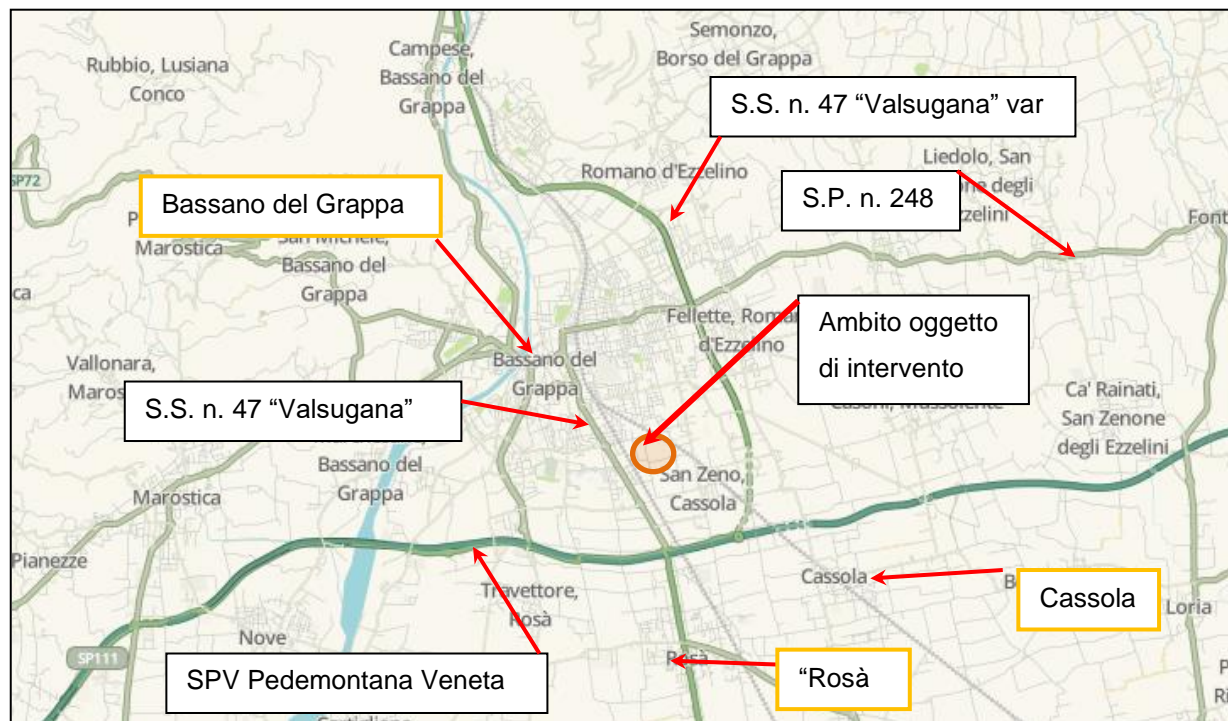 Campese,
Bassano del
Grappa
Semonzo,
Borso del Grappa
Rubbio, Lusiana
Conco
S.S. n. 47 “Valsugana” var
SP72
Romano d'Ezzelino
Liedolo, San
degli
S.P. n. 248
Bassano del Grappa
Marostica
Bassano del
Grappa
Ambito oggetto
di intervento
Fellette,
d'Ezzelino
Vallonara,
Bassano del
Grappa
S.S. n. 47 “Valsugana”
Ca' Rainati,
San Zenone
degli Ezzelini
Bassano del
Grappa
San Zeno,
Cassola
Marostica
Pianezze
Travettore,
Rosà
Cassola
Cassola
Loria
Nove
SP111
SPV Pedemontana Veneta
Rosà
“Rosà